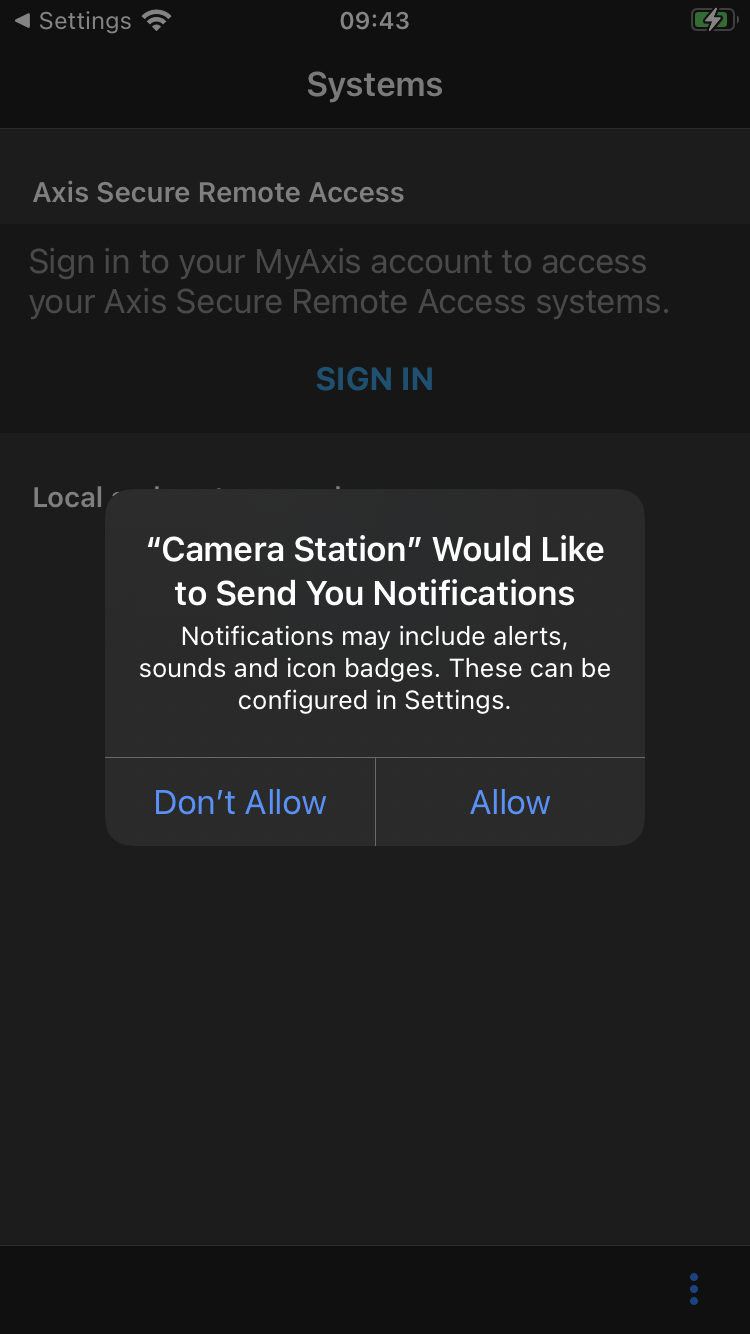 Settings
09:43
Systems
Axis Secure Remote Access
Sign in to your MyAxis account to access
your Axis Secure Remote Access systems.
SIGN IN
Local
“Camera Station” Would Like
to Send You Notifications
Notifications may include alerts,
sounds and icon badges. These can be
configured in Settings.
Don’t Allow
Allow